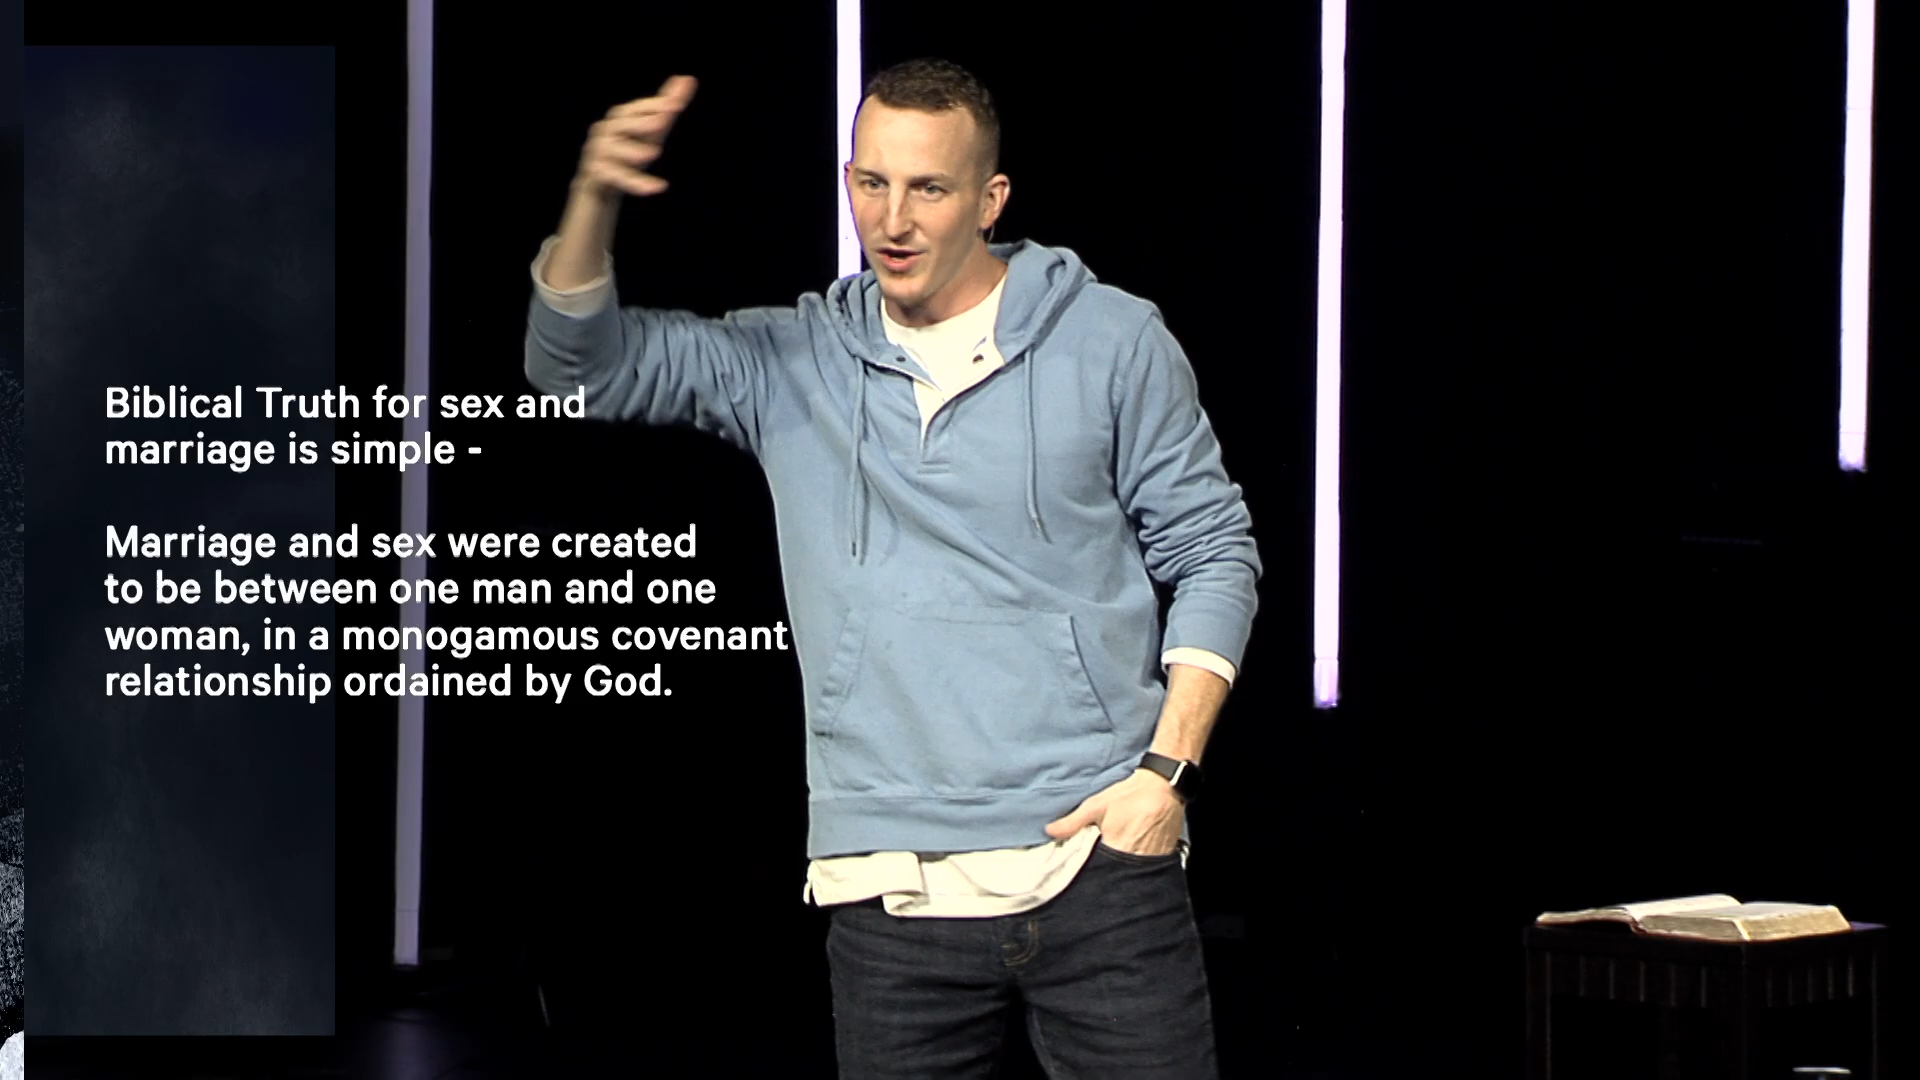 Biblical Truth for sex and
marriage is simple -
Marriage and sex were created
to be between one man and one
woman, in a monogamous covenant
relationship ordained by God.